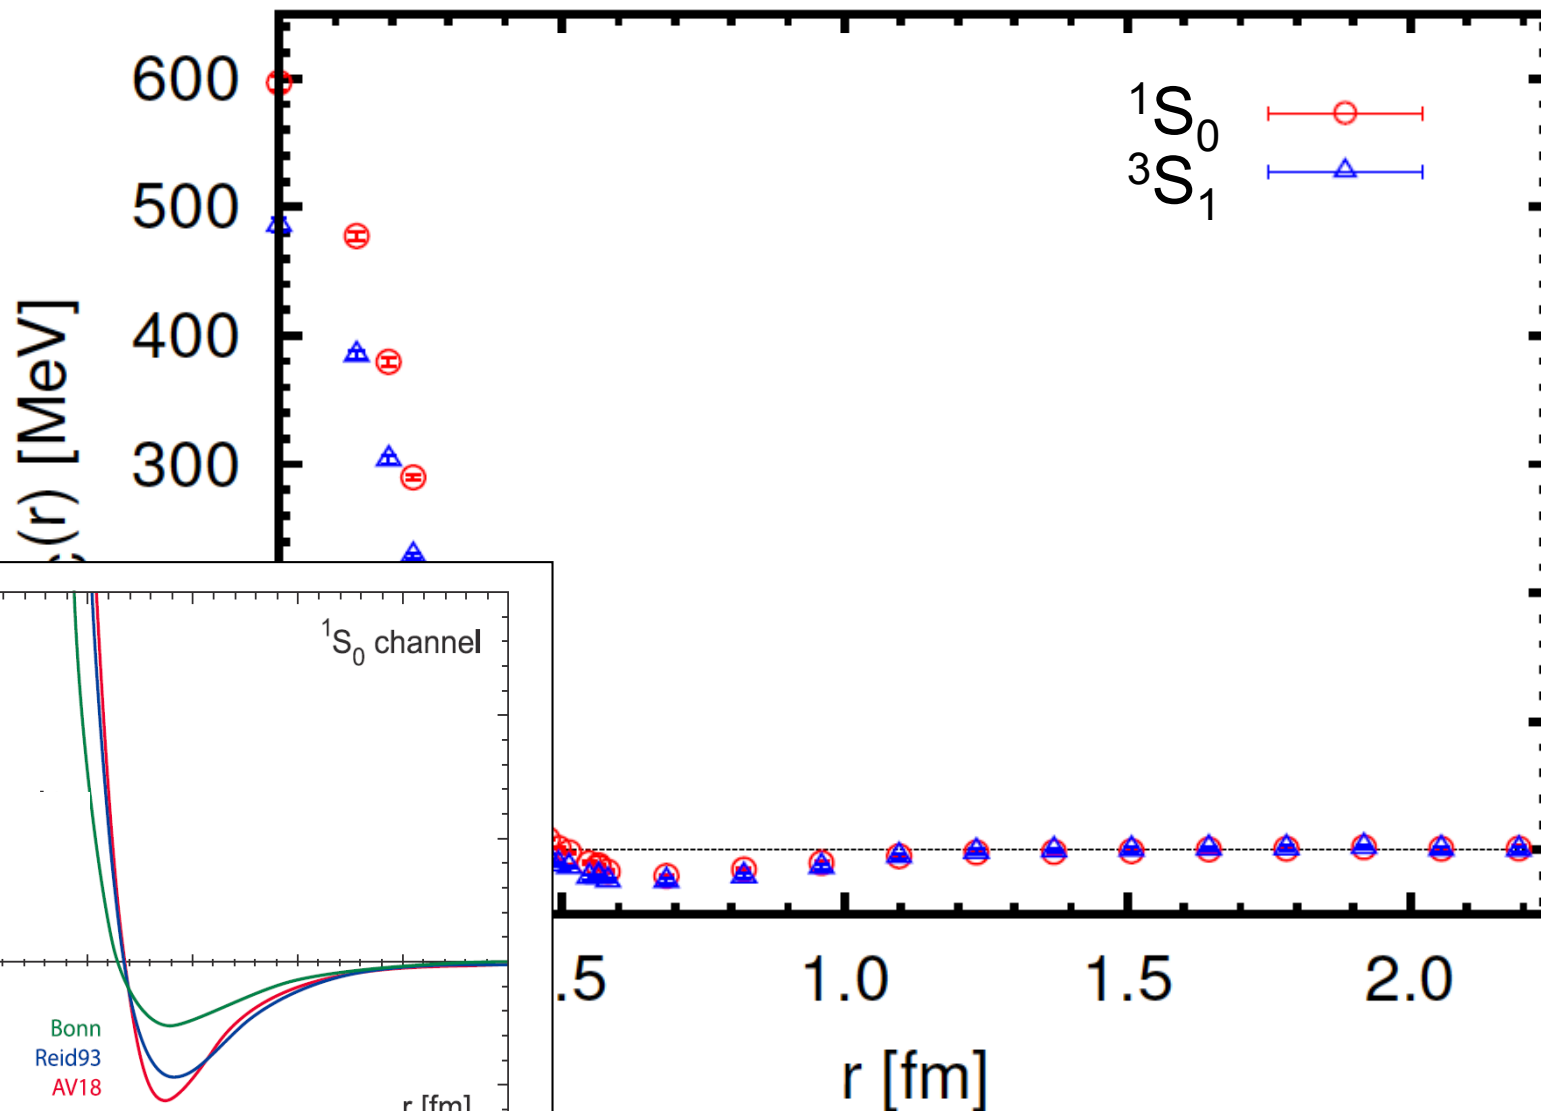 600
500
400
300
(r) [MeV]
¹S₀
³S₁
¹S₀ channel
Bonn
Reid93
AV18
r [fm]
.5
1.0
1.5
2.0
r [fm]